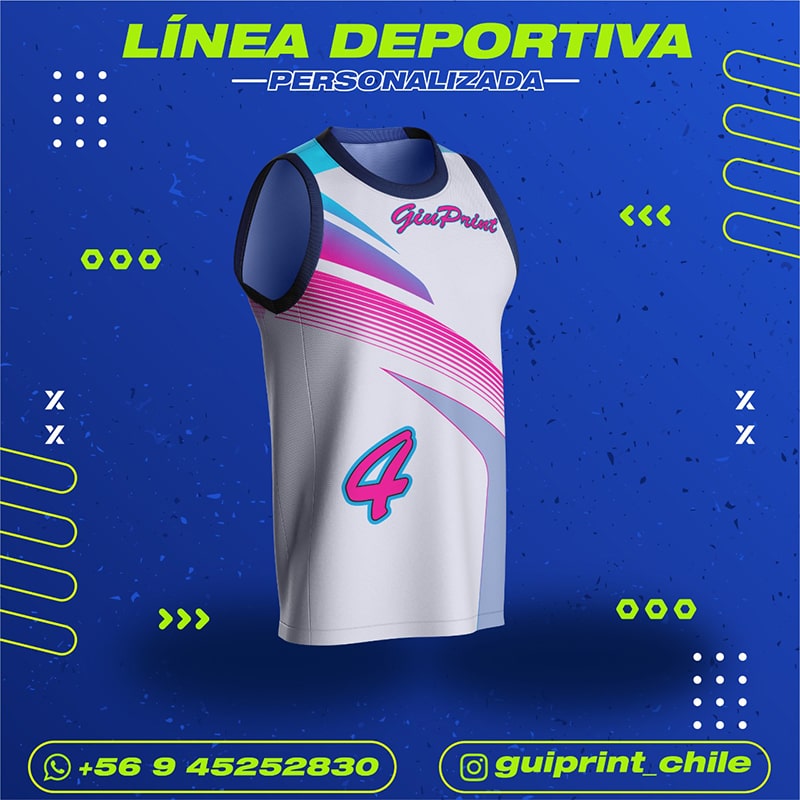 LÍNEA DEPORTIVA
PERSONALIZADA
GiuPrint
4
+56 9 45252830
guiprint_chile